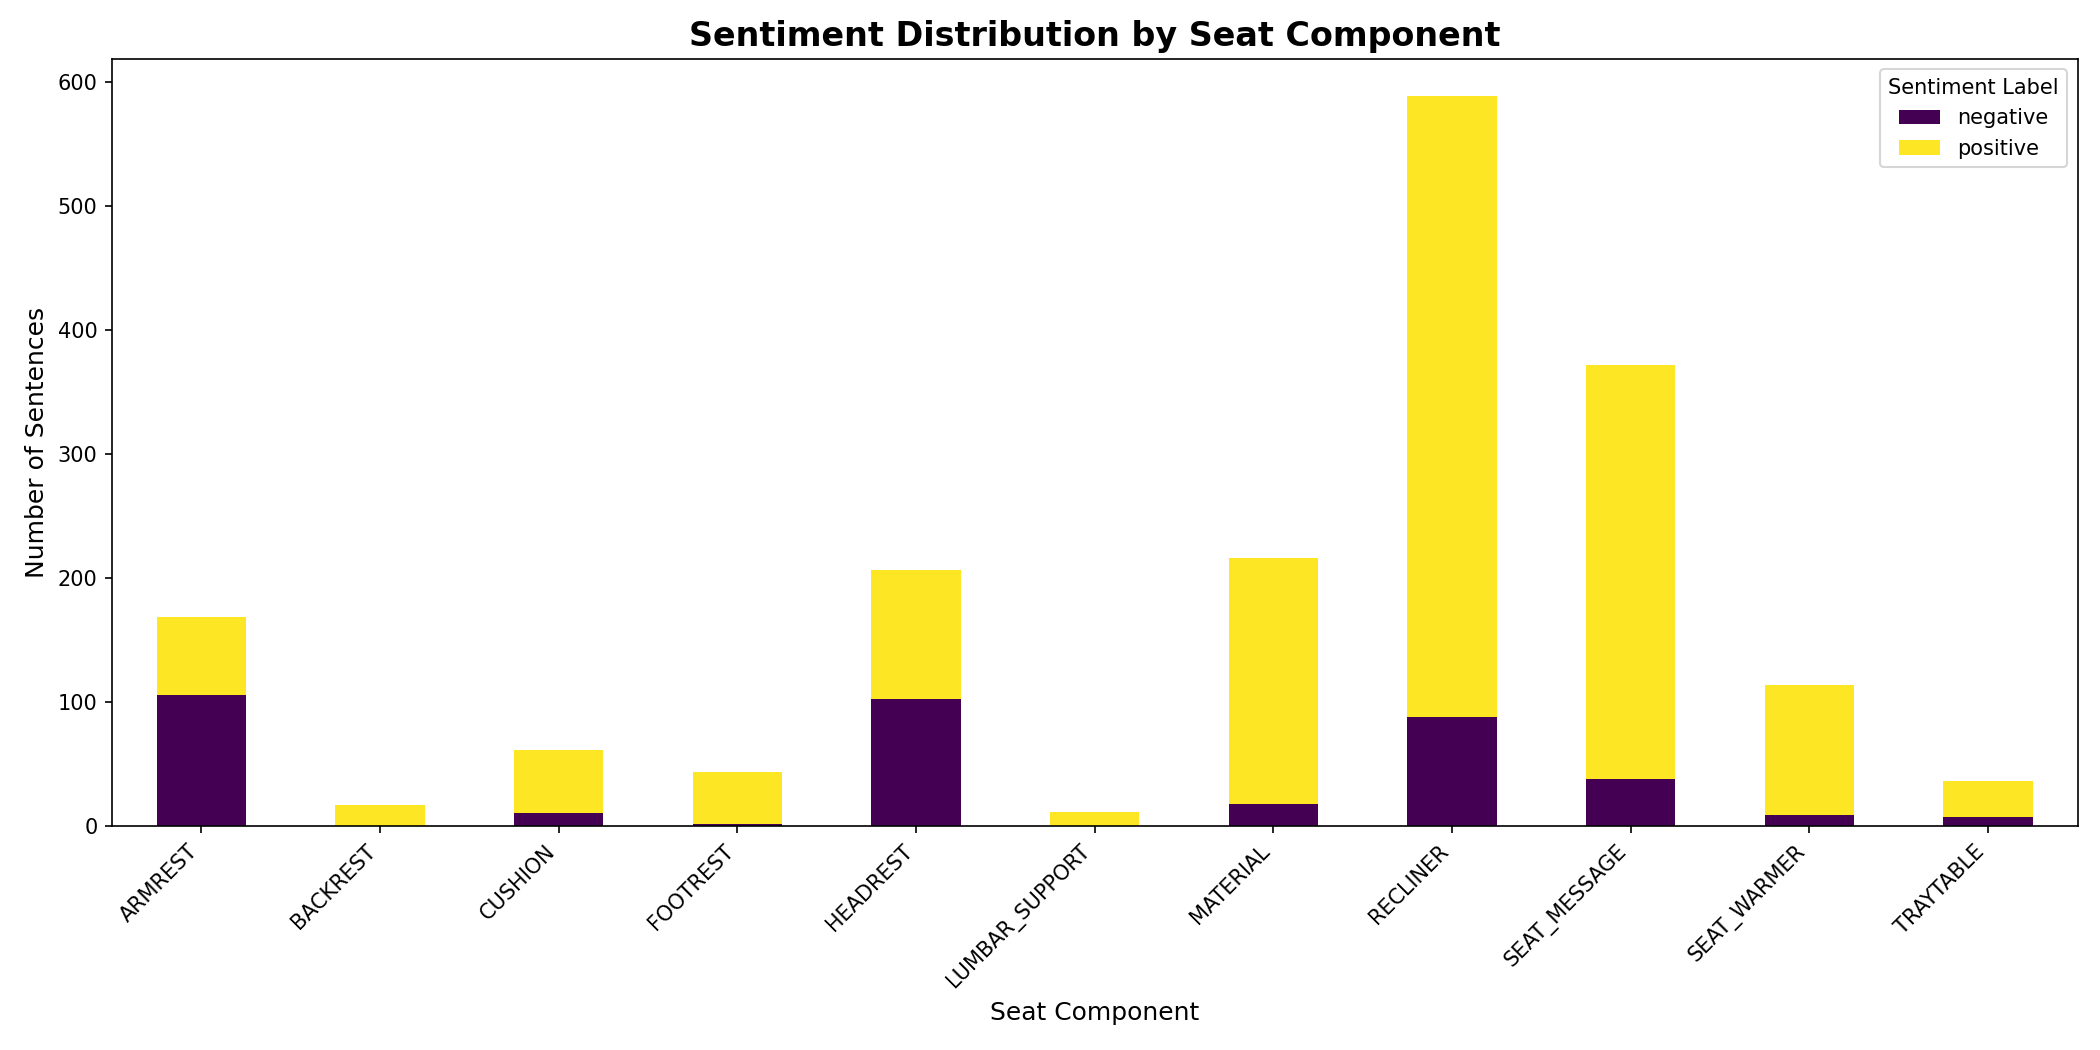 Sentiment Distribution by Seat Component
Sentiment Label
negative
positive
Number of Sentences
600
500
400
300
200
100
0
ARMREST
BACKREST
CUSHION
FOOTREST
HEADREST
LUMBAR_SUPPORT
MATERIAL
RECLINER
SEAT_MESSAGE
SEAT_WARMER
TRAYTABLE
Seat Component